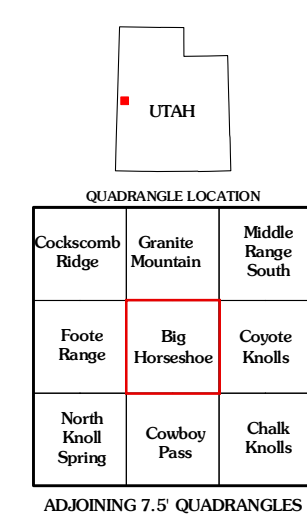 UTAH
QUADRANGLE LOCATION
Cockscomb
Ridge
Granite
Mountain
Middle
Range
South
Foote
Range
Big
Horseshoe
Coyote
Knolls
North
Knoll
Spring
Cowboy
Pass
Chalk
Knolls
ADJOINING 7.5' QUADRANGLES